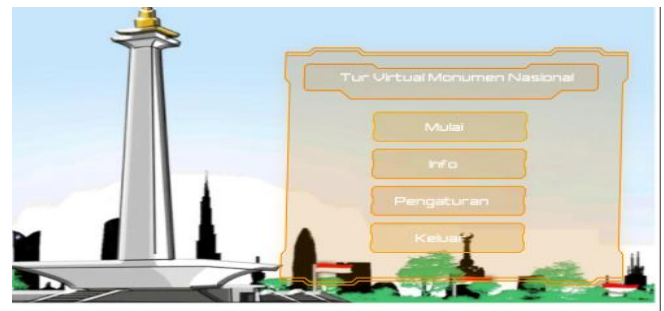 Tur Virtual Monumen Nasional
Mulai
Info
Pengaturan
Keluar